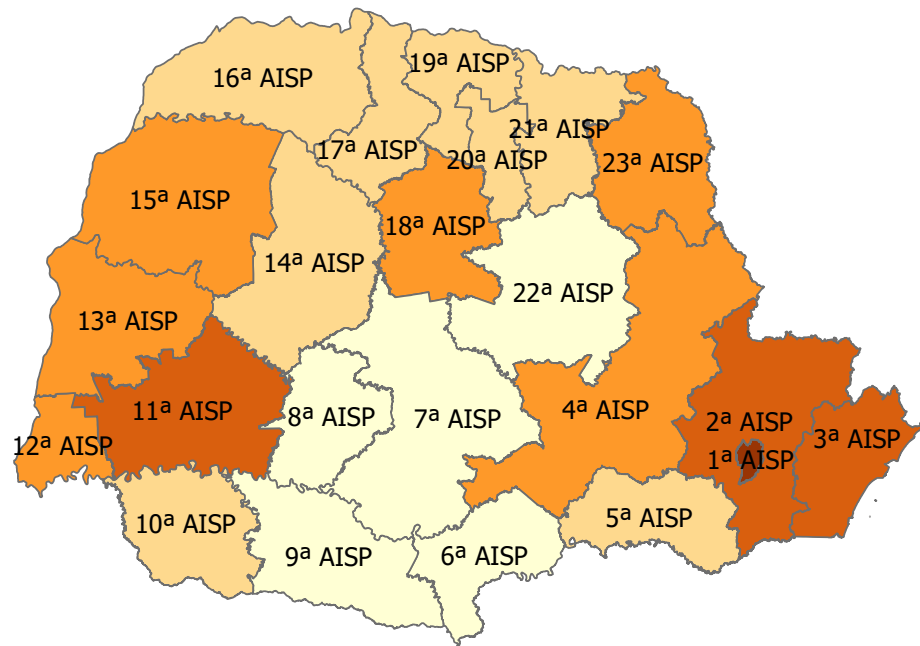 19ª AISP
16ª AISP
21ª AISP
17ª AISP
20ª AISP
23ª AISP
15ª AISP
18ª AISP
14ª AISP
22ª AISP
13ª AISP
11ª AISP
8ª AISP
7ª AISP
4ª AISP
2ª AISP
3ª AISP
12ª AISP
1ª AISP
10ª AISP
5ª AISP
9ª AISP
6ª AISP